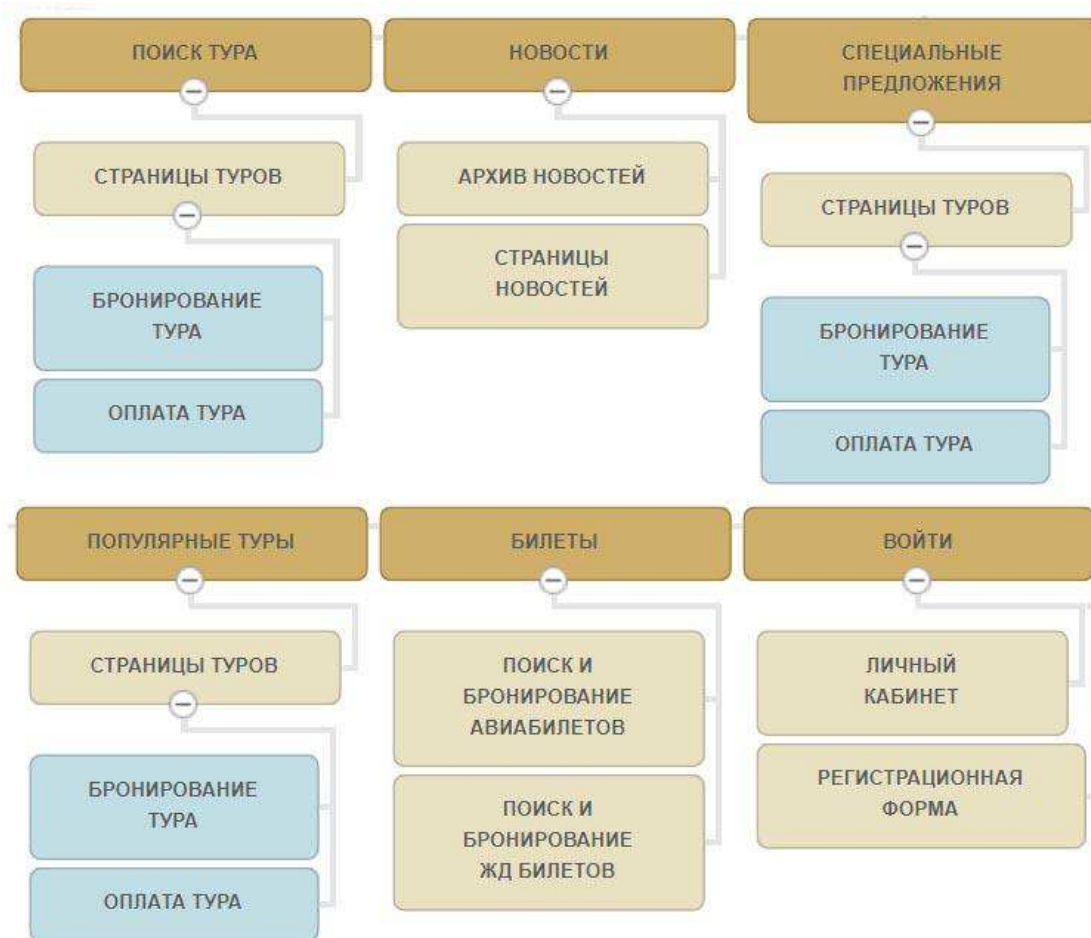 ПОИСК ТУРА
СТРАНИЦЫ ТУРОВ
БРОНИРОВАНИЕ
ТУРА
ОПЛАТА ТУРА
НОВОСТИ
АРХИВ НОВОСТЕЙ
СТРАНИЦЫ
НОВОСТЕЙ
СПЕЦИАЛЬНЫЕ
ПРЕДЛОЖЕНИЯ
СТРАНИЦЫ ТУРОВ
БРОНИРОВАНИЕ
ТУРА
ОПЛАТА ТУРА
ПОПУЛЯРНЫЕ ТУРЫ
СТРАНИЦЫ ТУРОВ
БРОНИРОВАНИЕ
ТУРА
ОПЛАТА ТУРА
БИЛЕТЫ
ПОИСК И
БРОНИРОВАНИЕ
АВИАБИЛЕТОВ
ПОИСК И
БРОНИРОВАНИЕ
ЖД БИЛЕТОВ
ВОЙТИ
ЛИЧНЫЙ
КАБИНЕТ
РЕГИСТРАЦИОННАЯ
ФОРМА